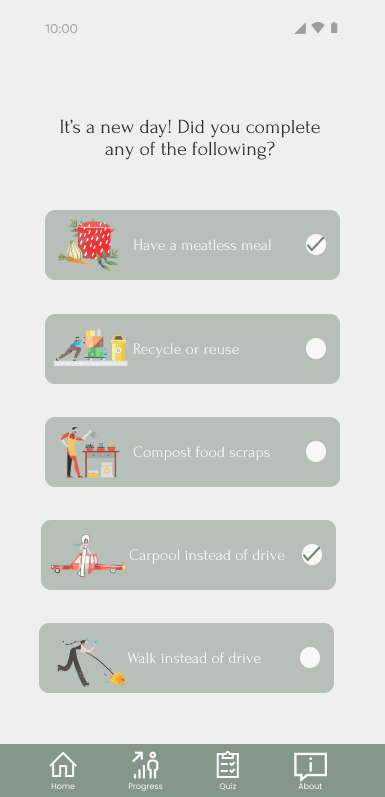 10:00
It's a new day! Did you complete
any of the following?
Have a meatless meal
Recycle or reuse
Compost food scraps
Carpool instead of drive
Walk instead of drive
Home Progress Quiz About